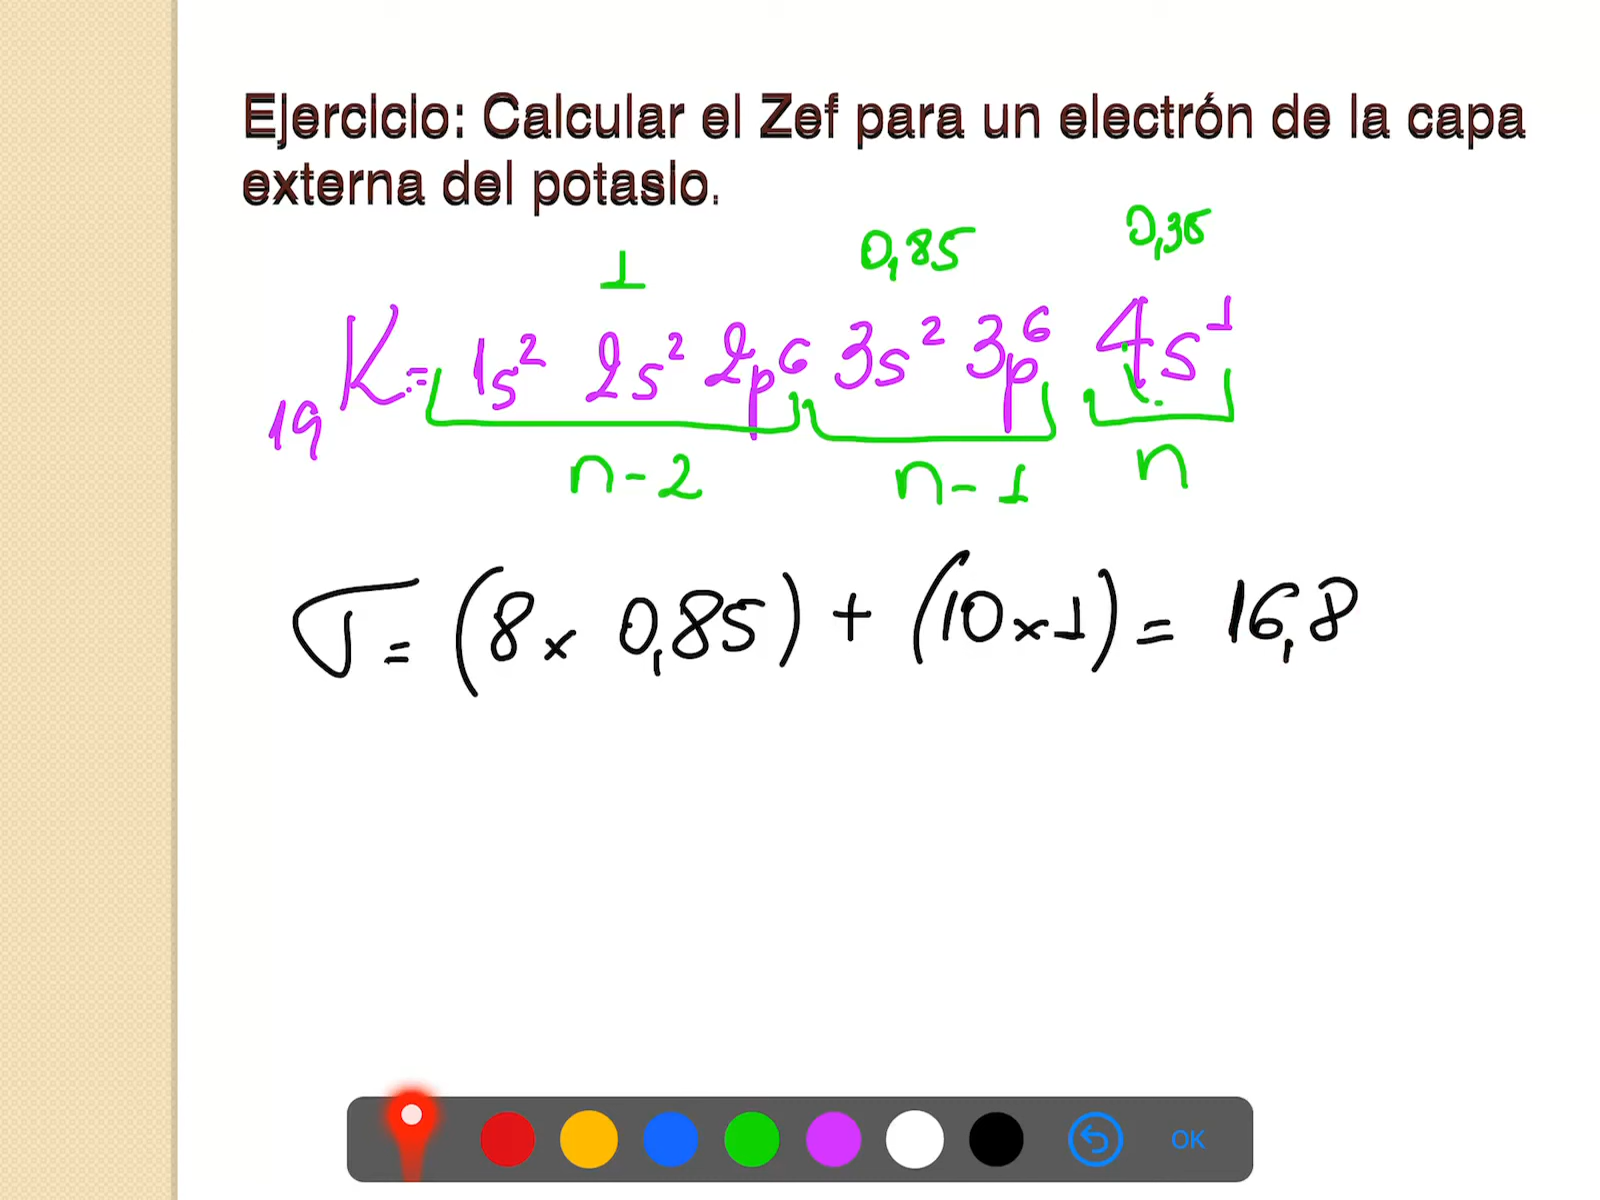 Ejercicio: Calcular el Zef para un electrón de la capa
externa del potasio.
1 0,85 0,35
₁₉K = 1s² 2s² 2p⁶ 3s² 3p⁶ 4s¹
n-2 n-1 n
σ = (8 x 0,85) + (10 x 1) = 16,8
OK